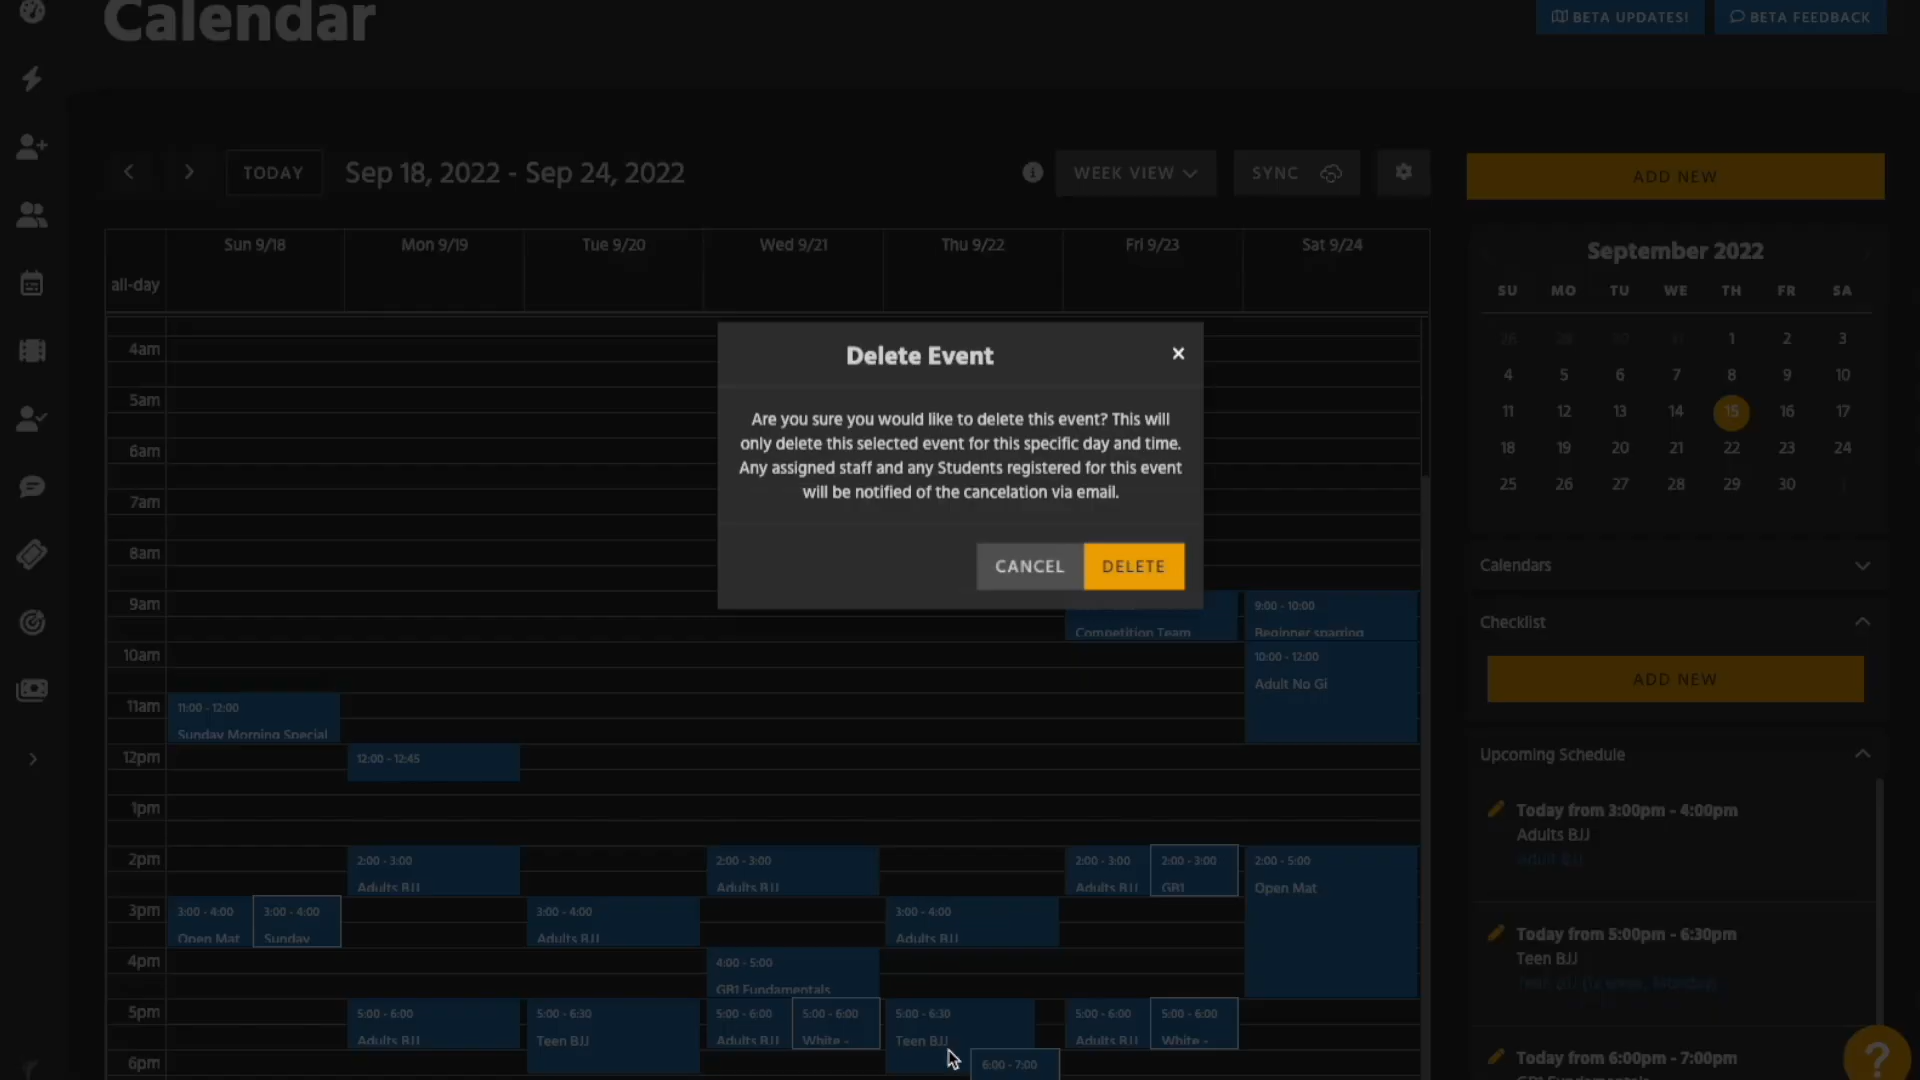 Calendar
BETA UPDATES!
BETA FEEDBACK
TODAY
Sep 18, 2022 - Sep 24, 2022
WEEK VIEW
SYNC
ADD NEW
Sun 9/18
Mon 9/19
Tue 9/20
Wed 9/21
Thu 9/22
Fri 9/23
Sat 9/24
all-day
4am
5am
6am
7am
8am
9am
10am
11am
12pm
1pm
2pm
3pm
4pm
5pm
6pm
Delete Event
Are you sure you would like to delete this event? This will
only delete this selected event for this specific day and time.
Any assigned staff and any Students registered for this event
will be notified of the cancelation via email.
CANCEL
DELETE
Competition Team
9:00 - 10:00
Beginner sparring
10:00 - 12:00
Adult No Gi
11:00 - 12:00
Sunday Morning Special
12:00 - 12:45
2:00 - 3:00
Adults BJJ
2:00 - 3:00
Adults BJJ
2:00 - 3:00
Adults BJJ
2:00 - 3:00
GB1
2:00 - 5:00
Open Mat
3:00 - 4:00
Open Mat
3:00 - 4:00
Sunday
3:00 - 4:00
Adults BJJ
3:00 - 4:00
Adults BJJ
4:00 - 5:00
GB1 Fundamentals
5:00 - 6:00
Adults BJJ
5:00 - 6:30
Teen BJJ
5:00 - 6:00
Adults BJJ
5:00 - 6:00
White -
5:00 - 6:30
Teen BJJ
5:00 - 6:00
Adults BJJ
5:00 - 6:00
White -
6:00 - 7:00
September 2022
SU MO TU WE TH FR SA
1 2 3
4 5 6 7 8 9 10
11 12 13 14 15 16 17
18 19 20 21 22 23 24
25 26 27 28 29 30
Calendars
Checklist
ADD NEW
Upcoming Schedule
Today from 3:00pm - 4:00pm
Adults BJJ
Adult BJJ
Today from 5:00pm - 6:30pm
Teen BJJ
Today from 6:00pm - 7:00pm
GB1 Fundamentals
?